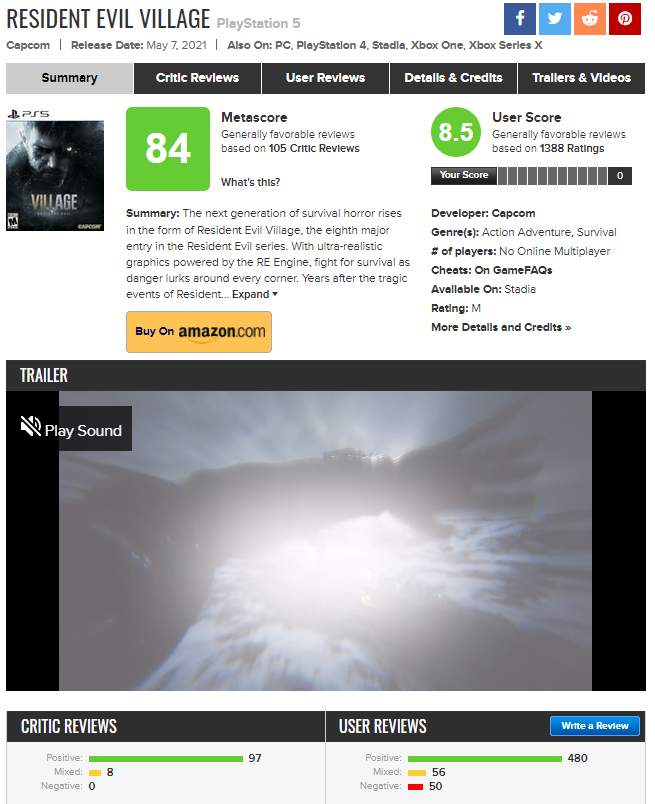 RESIDENT EVIL VILLAGE PlayStation 5
Capcom | Release Date: May 7, 2021 | Also On: PC, PlayStation 4, Stadia, Xbox One, Xbox Series X
Summary
Critic Reviews
User Reviews
Details & Credits
Trailers & Videos
PS5
VILLAGE
RESIDENT EVIL
CAPCOM
84
Metascore
Generally favorable reviews
based on 105 Critic Reviews
What's this?
8.5
User Score
Generally favorable reviews
based on 1388 Ratings
Your Score
0
Summary: The next generation of survival horror rises
in the form of Resident Evil Village, the eighth major
entry in the Resident Evil series. With ultra-realistic
graphics powered by the RE Engine, fight for survival as
danger lurks around every corner. Years after the tragic
events of Resident... Expand
Buy On amazon.com
Developer: Capcom
Genre(s): Action Adventure, Survival
# of players: No Online Multiplayer
Cheats: On GameFAQs
Available On: Stadia
Rating: M
More Details and Credits »
TRAILER
Play Sound
CRITIC REVIEWS
Positive: 97
Mixed: 8
Negative: 0
USER REVIEWS
Write a Review
Positive: 480
Mixed: 56
Negative: 50